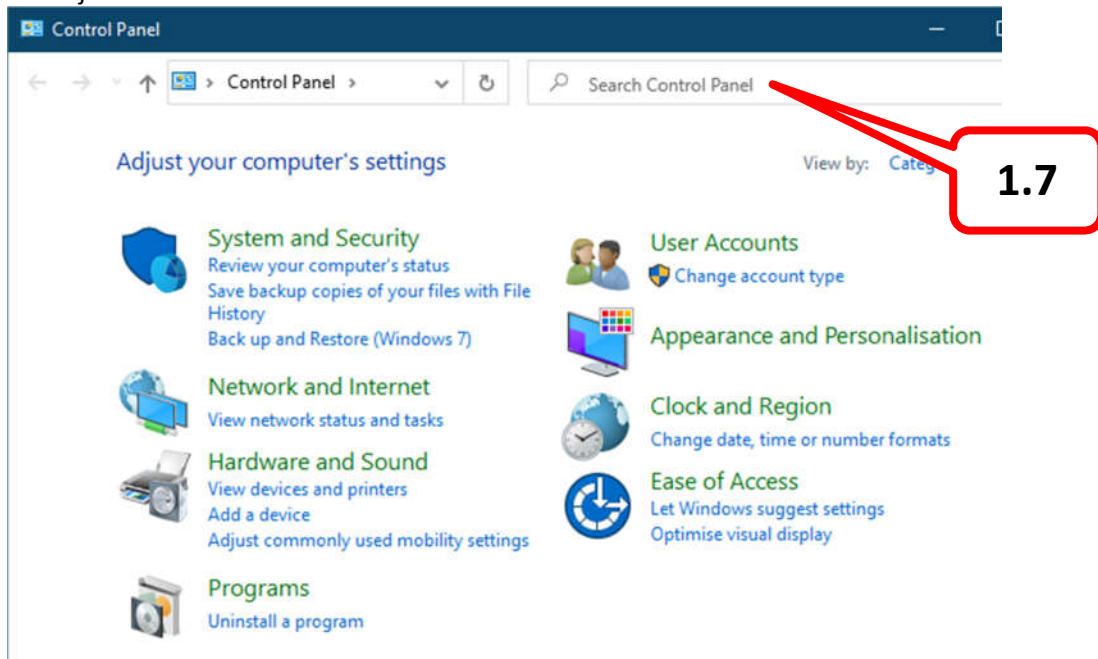 Control Panel
Control Panel
Search Control Panel
Adjust your computer's settings
View by:
1.7
System and Security
Review your computer's status
Save backup copies of your files with File
History
Back up and Restore (Windows 7)
Network and Internet
View network status and tasks
Hardware and Sound
View devices and printers
Add a device
Adjust commonly used mobility settings
Programs
Uninstall a program
User Accounts
Change account type
Appearance and Personalisation
Clock and Region
Change date, time or number formats
Ease of Access
Let Windows suggest settings
Optimise visual display